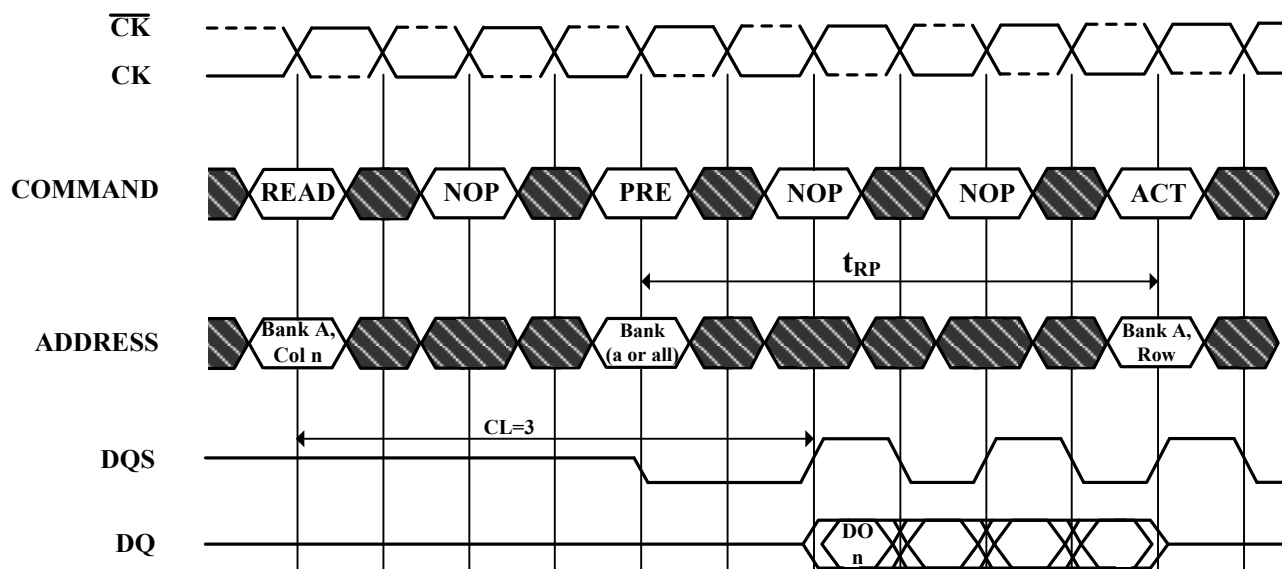 C̅K̅
CK
COMMAND
READ
NOP
PRE
NOP
NOP
ACT
tRP
ADDRESS
Bank A,
Col n
Bank
(a or all)
Bank A,
Row
CL=3
DQS
DQ
DO
n